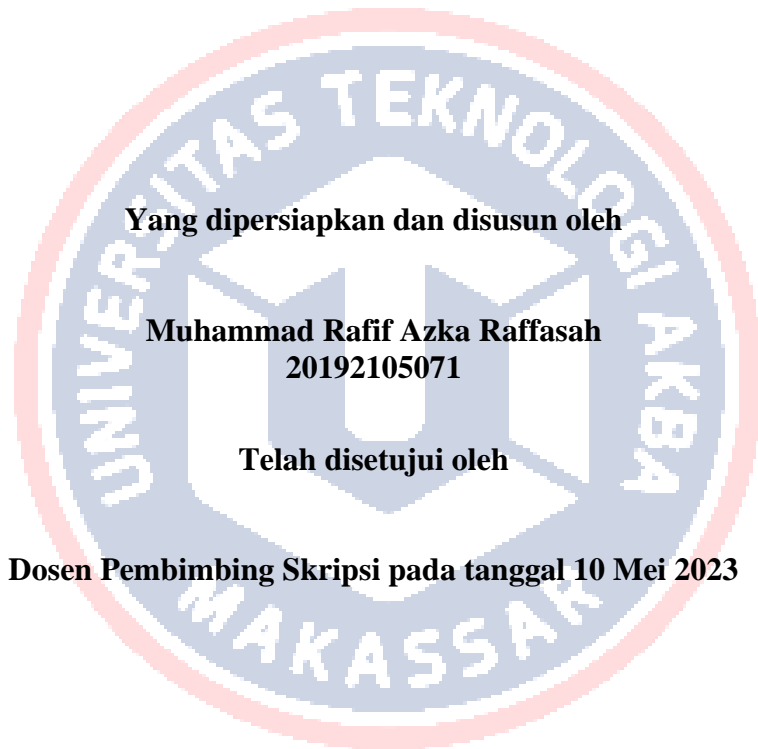 UNIVERSITAS TEKNOLOGI AKBA
Yang dipersiapkan dan disusun oleh
Muhammad Rafif Azka Raffasah
20192105071
Telah disetujui oleh
Dosen Pembimbing Skripsi pada tanggal 10 Mei 2023
MAKASSAR